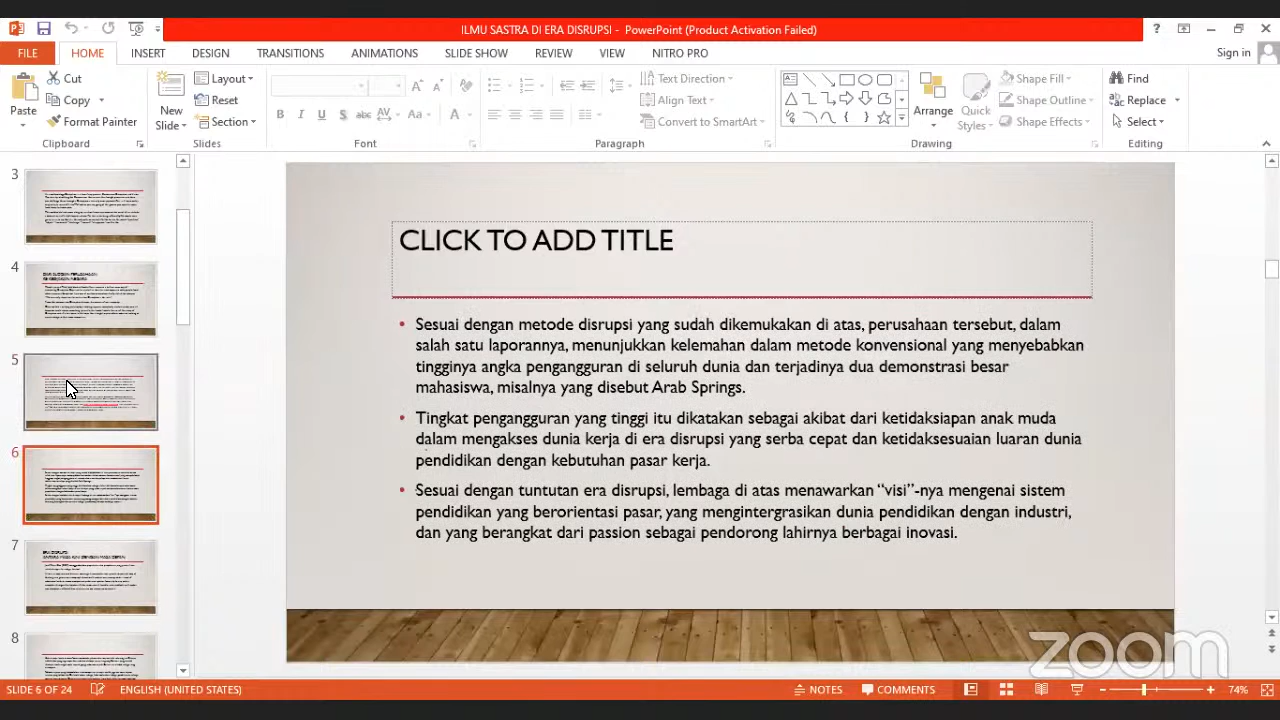 ILMU SASTRA DI ERA DISRUPSI - PowerPoint (Product Activation Failed)
FILE HOME INSERT DESIGN TRANSITIONS ANIMATIONS SLIDE SHOW REVIEW VIEW NITRO PRO Sign in
Cut Layout Reset Section
Copy
Format Painter
Paste New Slide
Text Direction
Align Text
Convert to SmartArt
Arrange Quick Styles
Shape Fill
Shape Outline
Shape Effects
Find
Replace
Select
Clipboard Slides Font Paragraph Drawing Editing
3
4
5
6
7
8
CLICK TO ADD TITLE
• Sesuai dengan metode disrupsi yang sudah dikemukakan di atas, perusahaan tersebut, dalam
salah satu laporannya, menunjukkan kelemahan dalam metode konvensional yang menyebabkan
tingginya angka pengangguran di seluruh dunia dan terjadinya dua demonstrasi besar
mahasiswa, misalnya yang disebut Arab Springs.
• Tingkat pengangguran yang tinggi itu dikatakan sebagai akibat dari ketidaksiapan anak muda
dalam mengakses dunia kerja di era disrupsi yang serba cepat dan ketidaksesuaian luaran dunia
pendidikan dengan kebutuhan pasar kerja.
• Sesuai dengan tuntutan era disrupsi, lembaga di atas menawarkan “visi”-nya mengenai sistem
pendidikan yang berorientasi pasar, yang mengintergrasikan dunia pendidikan dengan industri,
dan yang berangkat dari passion sebagai pendorong lahirnya berbagai inovasi.
zoom
SLIDE 6 OF 24 ENGLISH (UNITED STATES) NOTES COMMENTS 74%